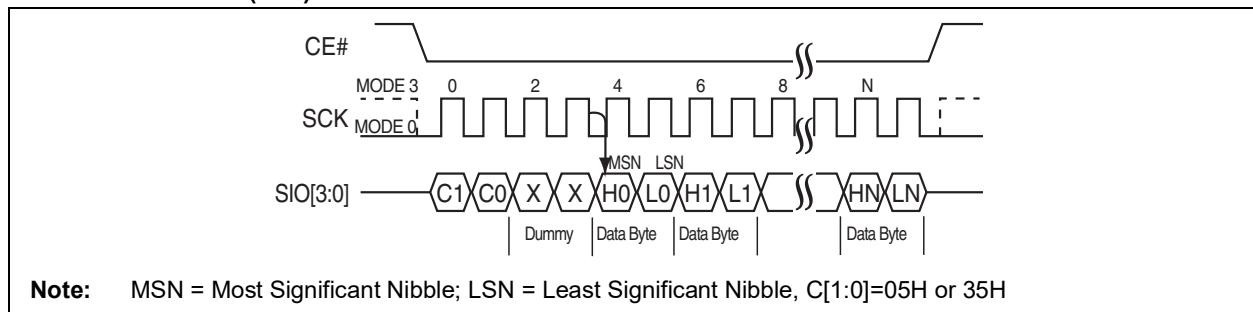 CE#
MODE 3 0 2 4 6 8 N
SCK
MODE 0
MSN LSN
SIO[3:0] C1 C0 X X H0 L0 H1 L1 HN LN
Dummy Data Byte Data Byte Data Byte
Note: MSN = Most Significant Nibble; LSN = Least Significant Nibble, C[1:0]=05H or 35H